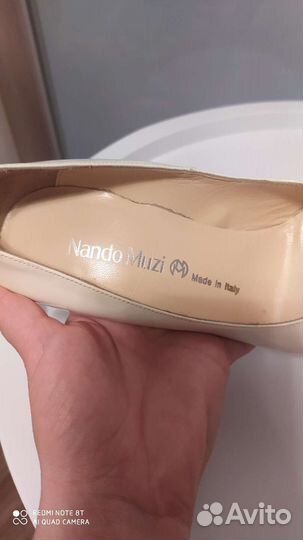 Nando Muzi M Made in Italy
REDMI NOTE 8T
AI QUAD CAMERA
Avito